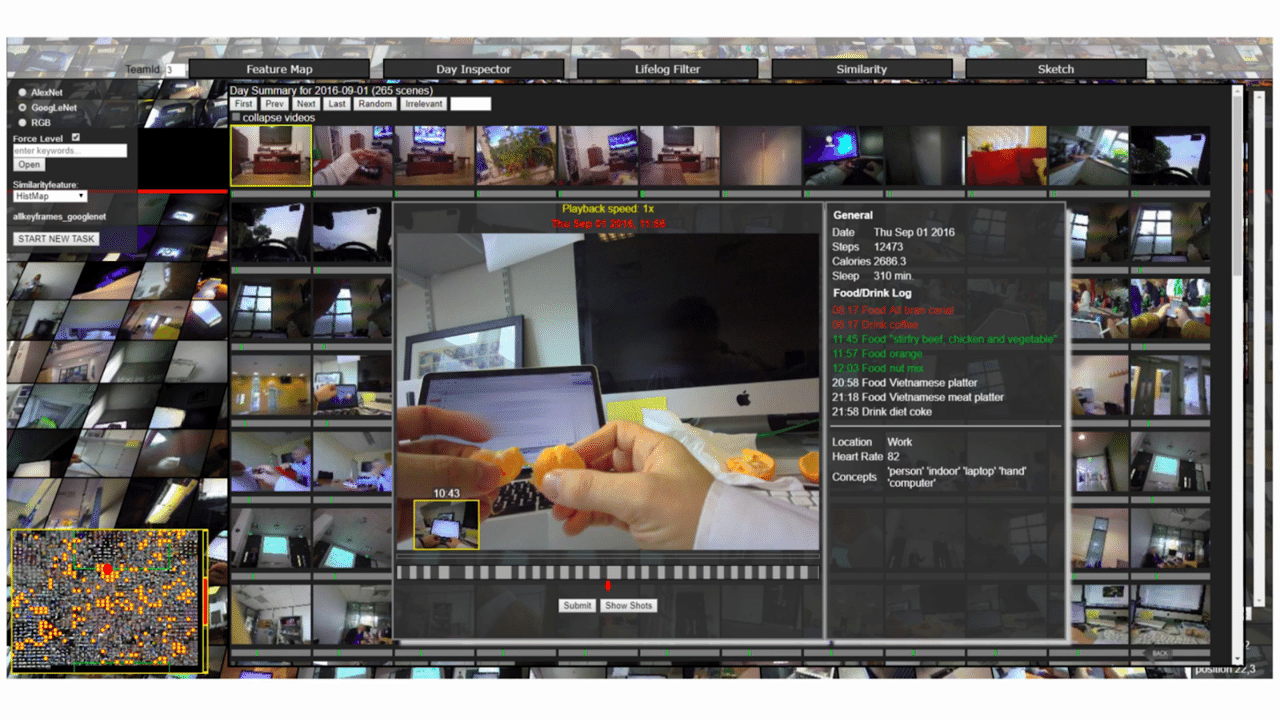 TeamId 3
Feature Map
Day Inspector
Lifelog Filter
Similarity
Sketch
AlexNet
GoogLeNet
RGB
Force Level
enter keywords...
Open
Similarityfeature:
HistMap
allkeyframes_googlenet
START NEW TASK
Day Summary for 2016-09-01 (265 scenes)
First Prev Next Last Random Irrelevant
collapse videos
Playback speed: 1x
Thu Sep 01 2016, 11:58
10:43
Submit Show Shots
General
Date Thu Sep 01 2016
Steps 12473
Calories 2686.3
Sleep 310 min.
Food/Drink Log
08.17 Food All bran cereal
08.17 Drink coffee
11:45 Food "stirfry beef, chicken and vegetable"
11:57 Food orange
12.03 Food nut mix
20:58 Food Vietnamese platter
21:18 Food Vietnamese meat platter
21:58 Drink diet coke
Location Work
Heart Rate 82
Concepts 'person' 'indoor' 'laptop' 'hand'
'computer'
BACK
position 22,3